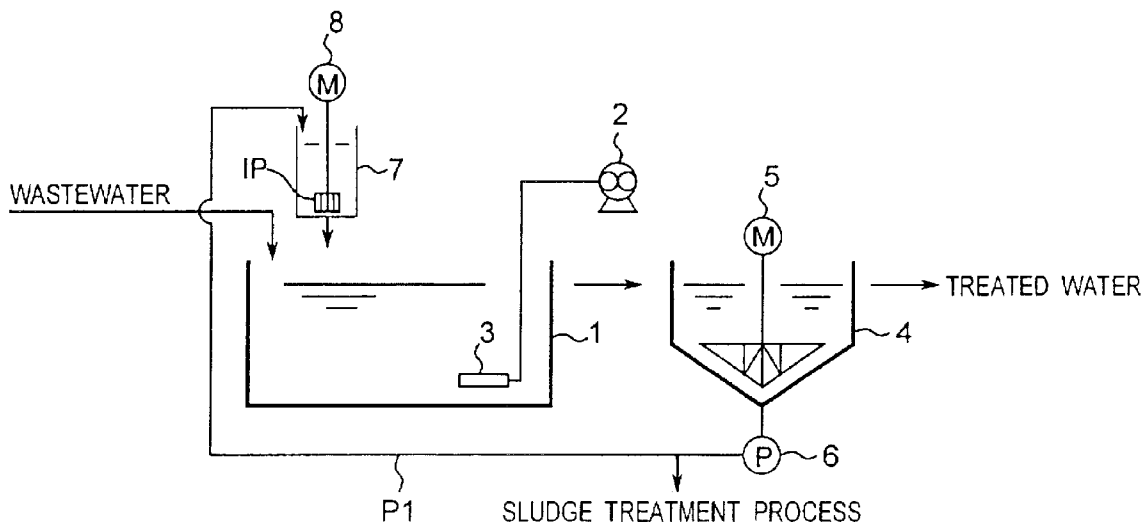 8
M
2
IP
7
5
WASTEWATER
M
TREATED WATER
3
1
4
P
6
P1
SLUDGE TREATMENT PROCESS